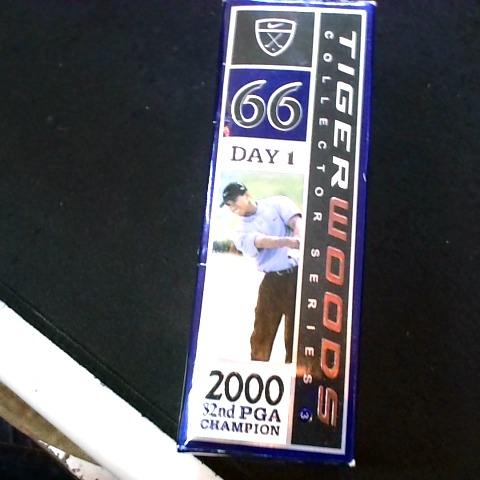 66
DAY 1
2000
82nd PGA
CHAMPION
TIGER WOODS
COLLECTOR SERIES
3